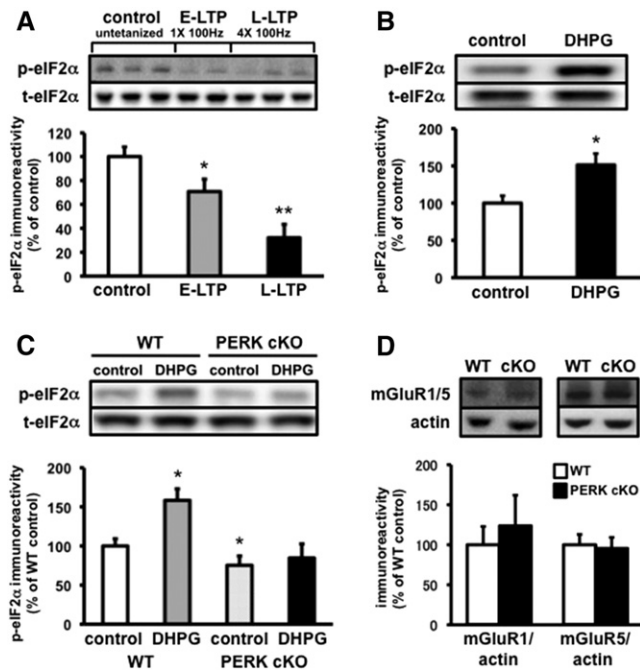 A
control E-LTP L-LTP
untetanized 1X 100Hz 4X 100Hz
p-eIF2α
t-eIF2α
p-eIF2α immunoreactivity
(% of control)
120
100
80
60
40
20
0
*
**
control E-LTP L-LTP
B
control DHPG
p-eIF2α
t-eIF2α
p-eIF2α immunoreactivity
(% of control)
200
150
100
50
0
*
control DHPG
C
WT PERK cKO
control DHPG control DHPG
p-eIF2α
t-eIF2α
p-eIF2α immunoreactivity
(% of WT control)
200
150
100
50
0
*
*
control DHPG control DHPG
WT PERK cKO
D
WT cKO WT cKO
mGluR1/5
actin
immunoreactivity
(% of WT control)
200
150
100
50
0
WT
PERK cKO
mGluR1/ mGluR5/
actin actin